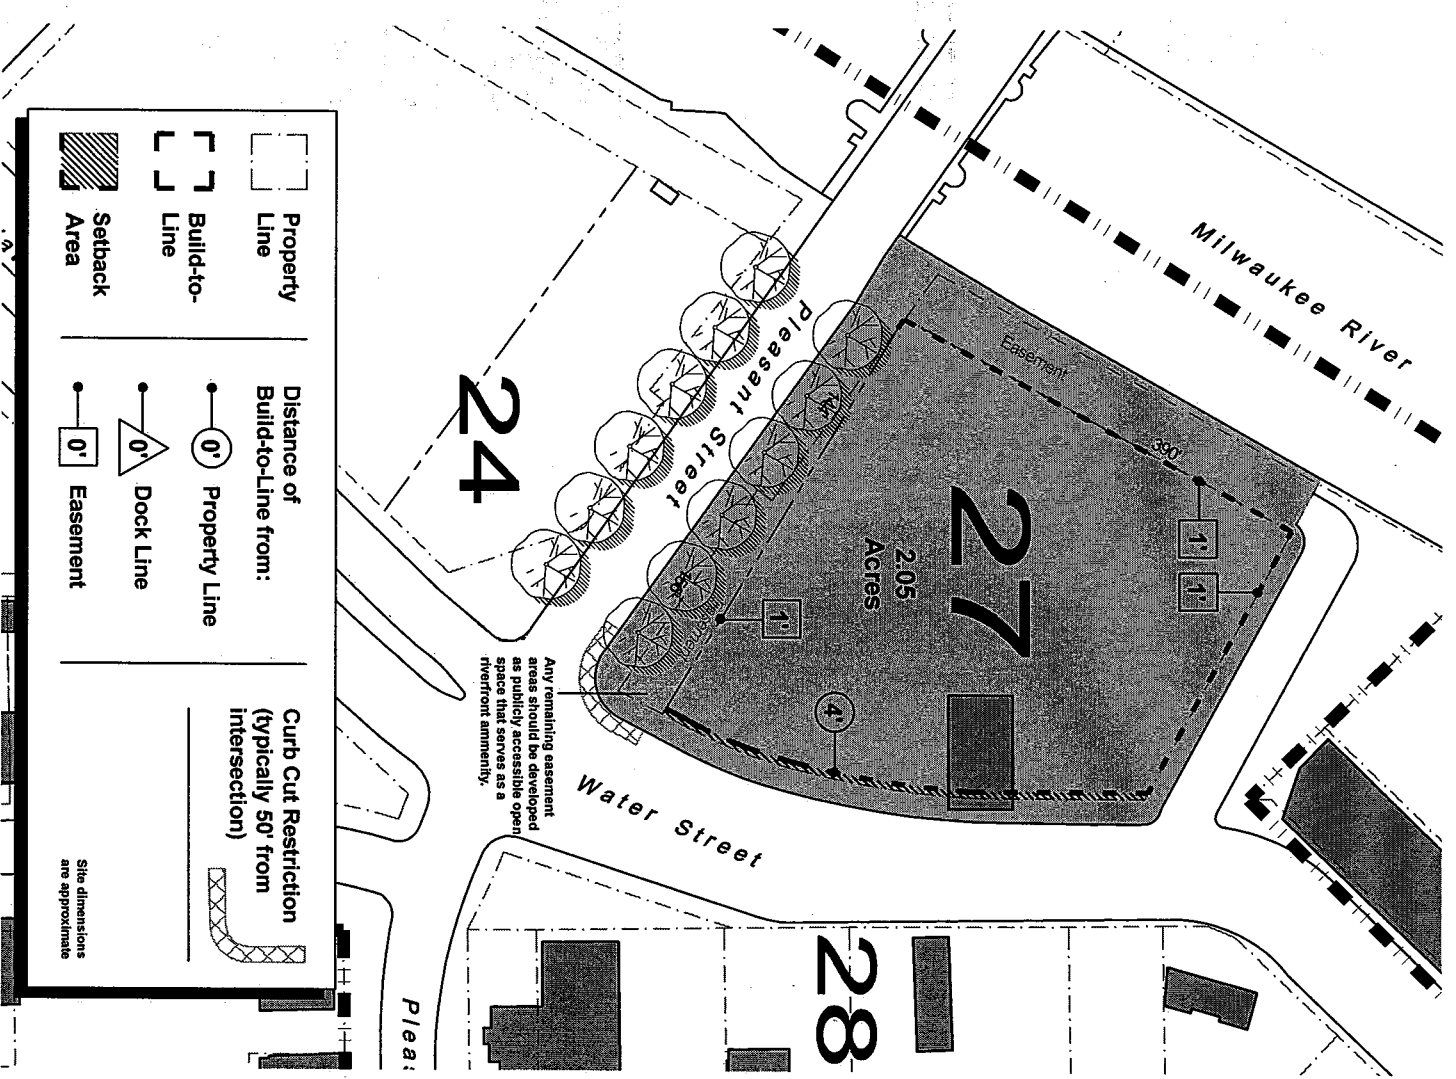 Milwaukee River
Easement
390'
1'
1'
27
2.05
Acres
Pleasant Street
24
1'
4'
Any remaining easement
areas should be developed
as publicly accessible open
space that serves as a
riverfront ammenity.
Water Street
28
Property
Line
Build-to-
Line
Setback
Area
Distance of
Build-to-Line from:
0' Property Line
0' Dock Line
0' Easement
Curb Cut Restriction
(typically 50' from
intersection)
Site dimensions
are approximate